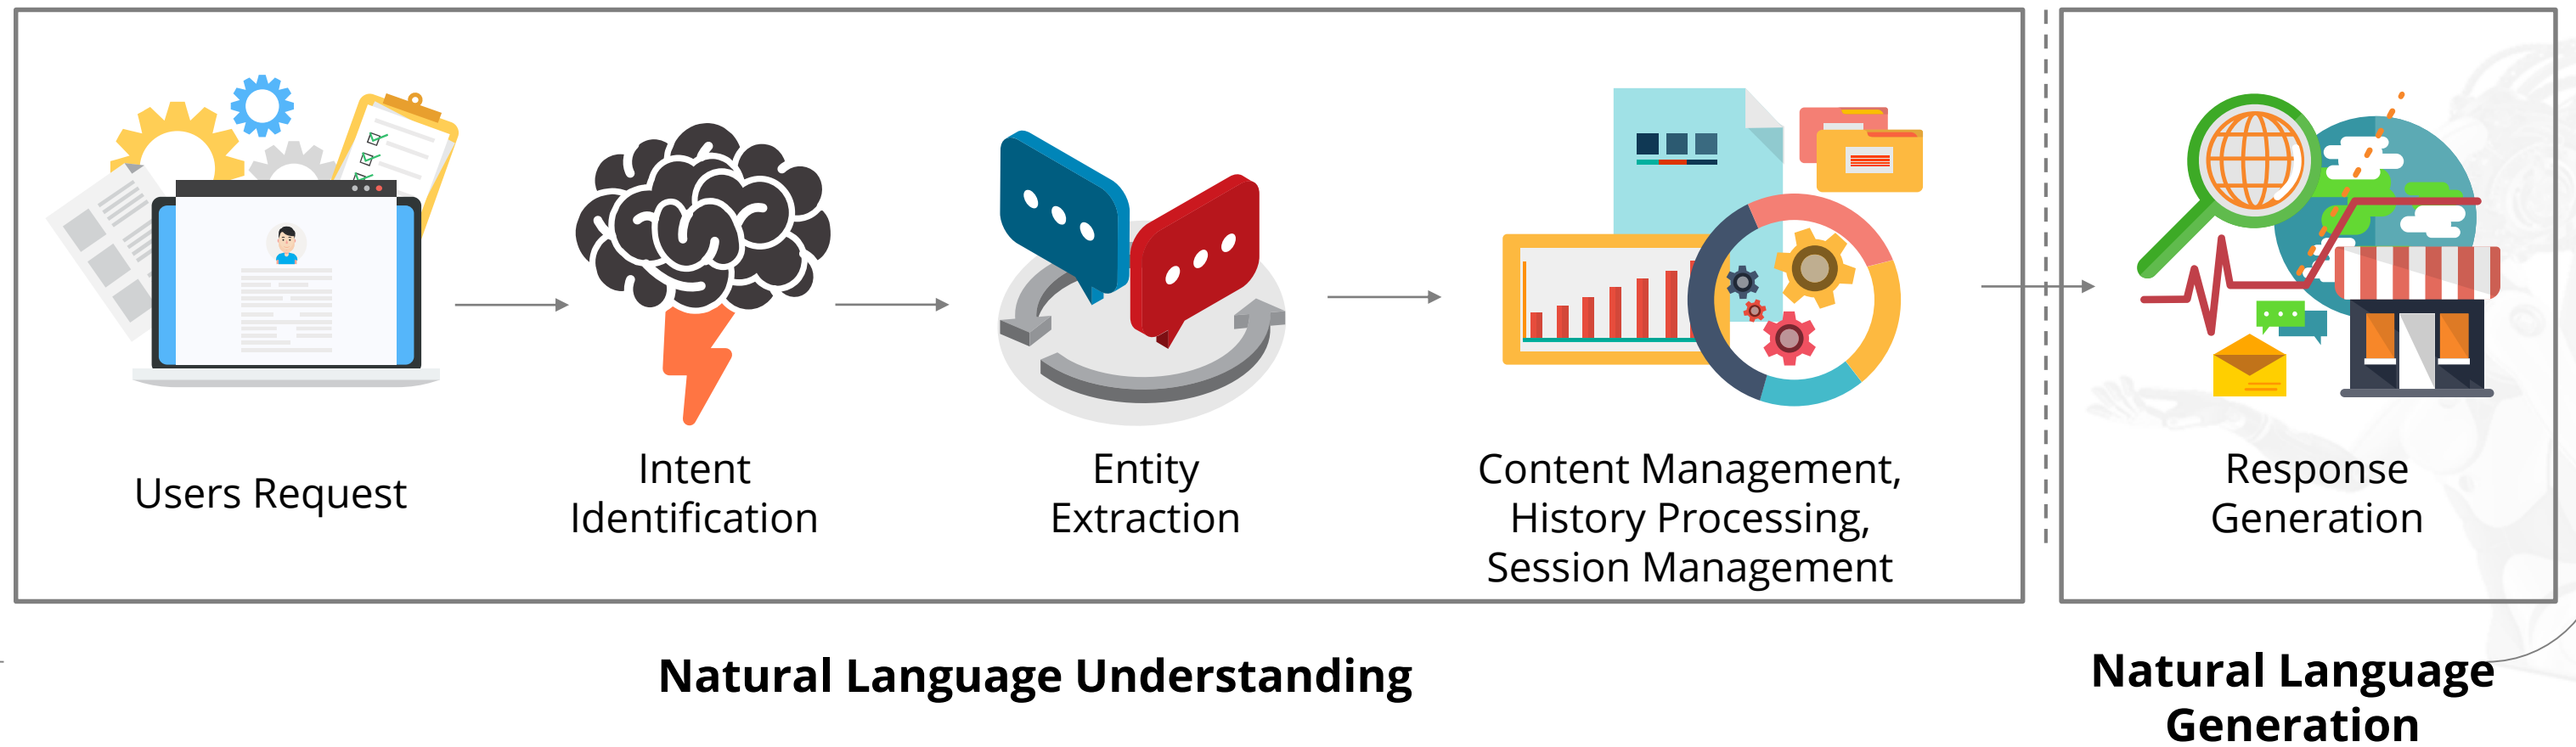 Users Request
Intent
Identification
Entity
Extraction
Content Management,
History Processing,
Session Management
Response
Generation
Natural Language Understanding
Natural Language
Generation